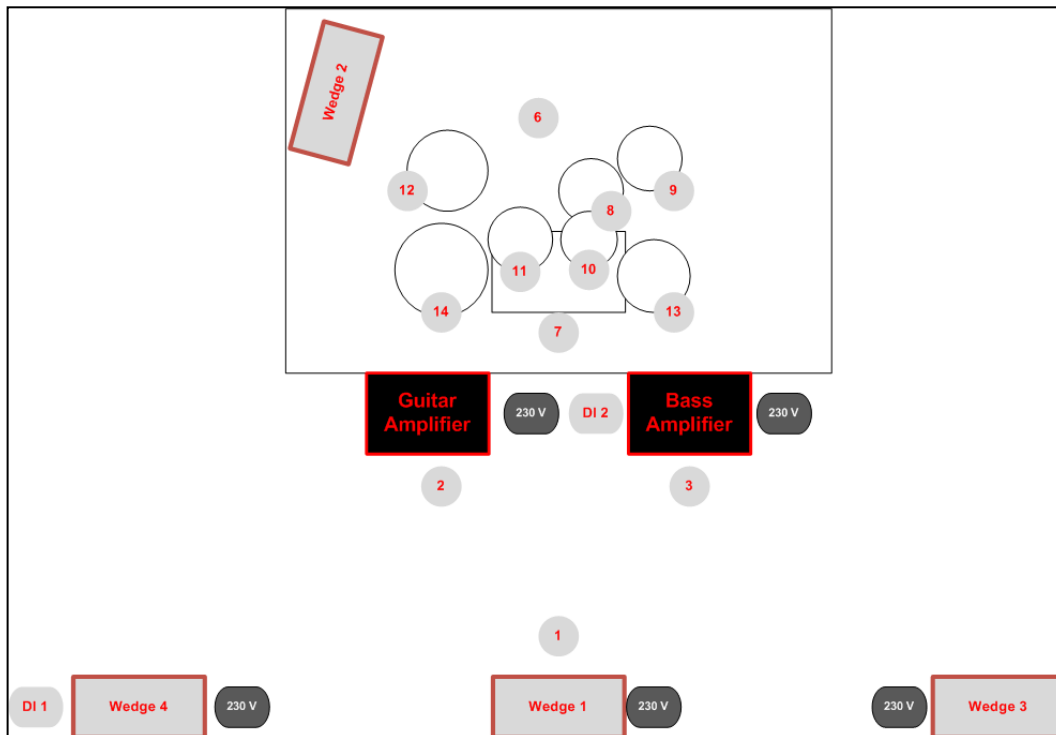 Wedge 2
6
12
9
8
11
10
14
7
13
Guitar
Amplifier
230 V
DI 2
Bass
Amplifier
230 V
2
3
1
DI 1
Wedge 4
230 V
Wedge 1
230 V
230 V
Wedge 3